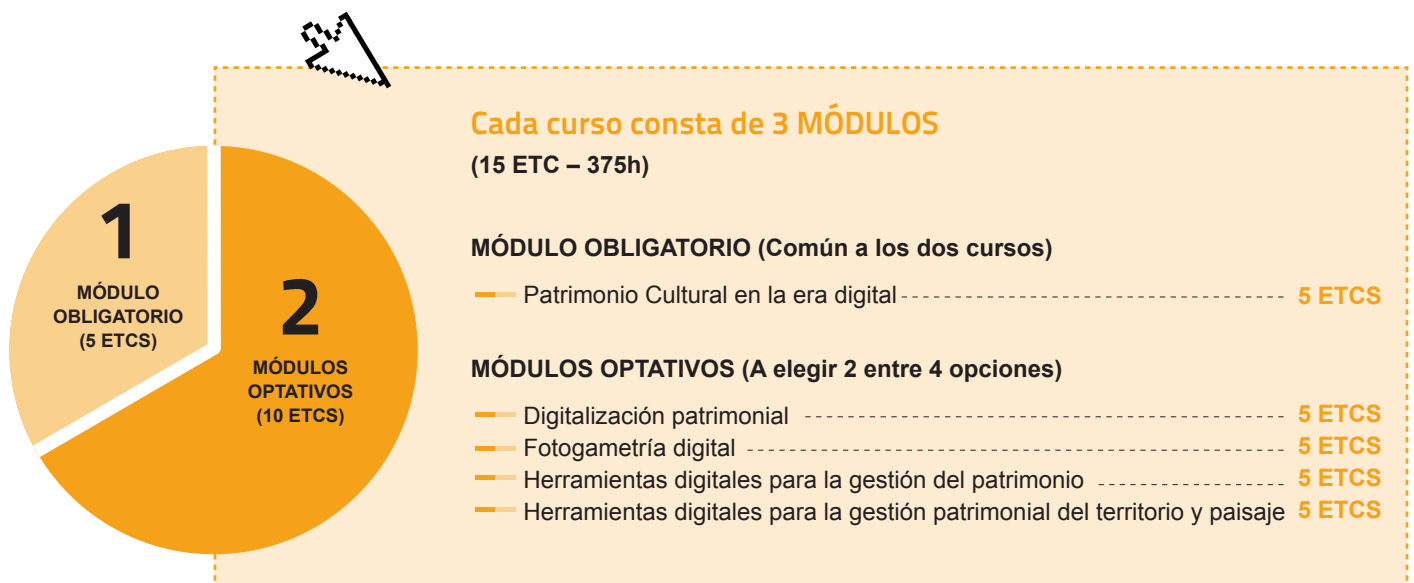 Cada curso consta de 3 MÓDULOS
(15 ETC – 375h)
1
MÓDULO
OBLIGATORIO
(5 ETCS)
2
MÓDULOS
OPTATIVOS
(10 ETCS)
MÓDULO OBLIGATORIO (Común a los dos cursos)
Patrimonio Cultural en la era digital 5 ETCS
MÓDULOS OPTATIVOS (A elegir 2 entre 4 opciones)
Digitalización patrimonial 5 ETCS
Fotogametría digital 5 ETCS
Herramientas digitales para la gestión del patrimonio 5 ETCS
Herramientas digitales para la gestión patrimonial del territorio y paisaje 5 ETCS